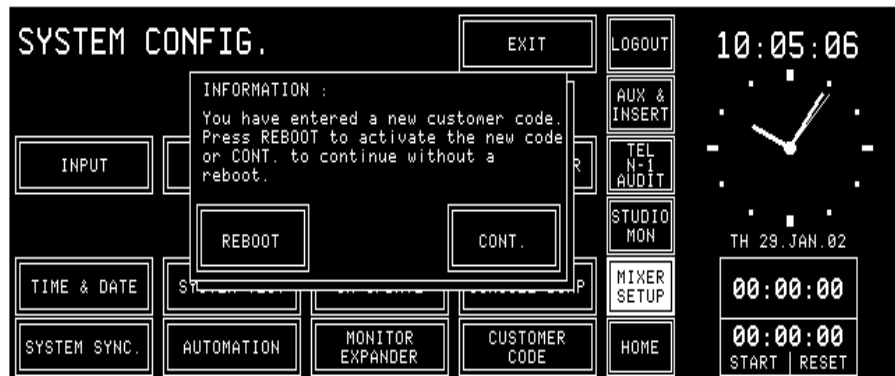 SYSTEM CONFIG.
EXIT
LOGOUT
10:05:06
INFORMATION :
You have entered a new customer code.
Press REBOOT to activate the new code
or CONT. to continue without a
reboot.
REBOOT
CONT.
AUX &
INSERT
INPUT
TEL
N-1
AUDIT
STUDIO
MON
TH 29.JAN.02
TIME & DATE
MIXER
SETUP
00:00:00
SYSTEM SYNC.
AUTOMATION
MONITOR
EXPANDER
CUSTOMER
CODE
HOME
00:00:00
START | RESET